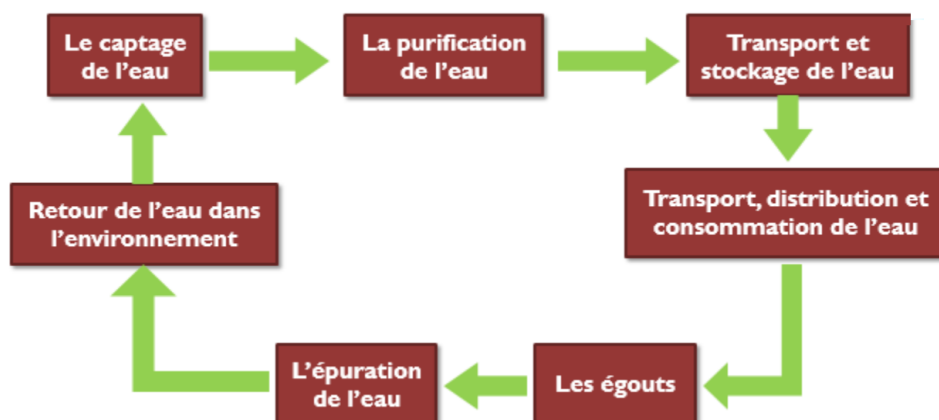 Le captage
de l'eau
La purification
de l'eau
Transport et
stockage de l'eau
Transport, distribution et
consommation de l'eau
Les égouts
L'épuration
de l'eau
Retour de l'eau dans
l'environnement